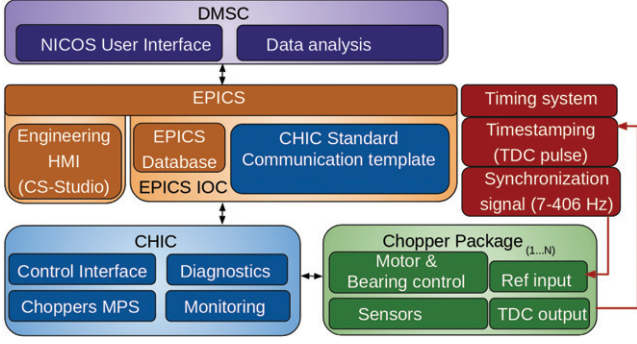 DMSC
NICOS User Interface
Data analysis
EPICS
Engineering
HMI
(CS-Studio)
EPICS
Database
EPICS IOC
CHIC Standard
Communication template
Timing system
Timestamping
(TDC pulse)
Synchronization
signal (7-406 Hz)
CHIC
Control Interface
Diagnostics
Choppers MPS
Monitoring
Chopper Package (1...N)
Motor &
Bearing control
Ref input
Sensors
TDC output